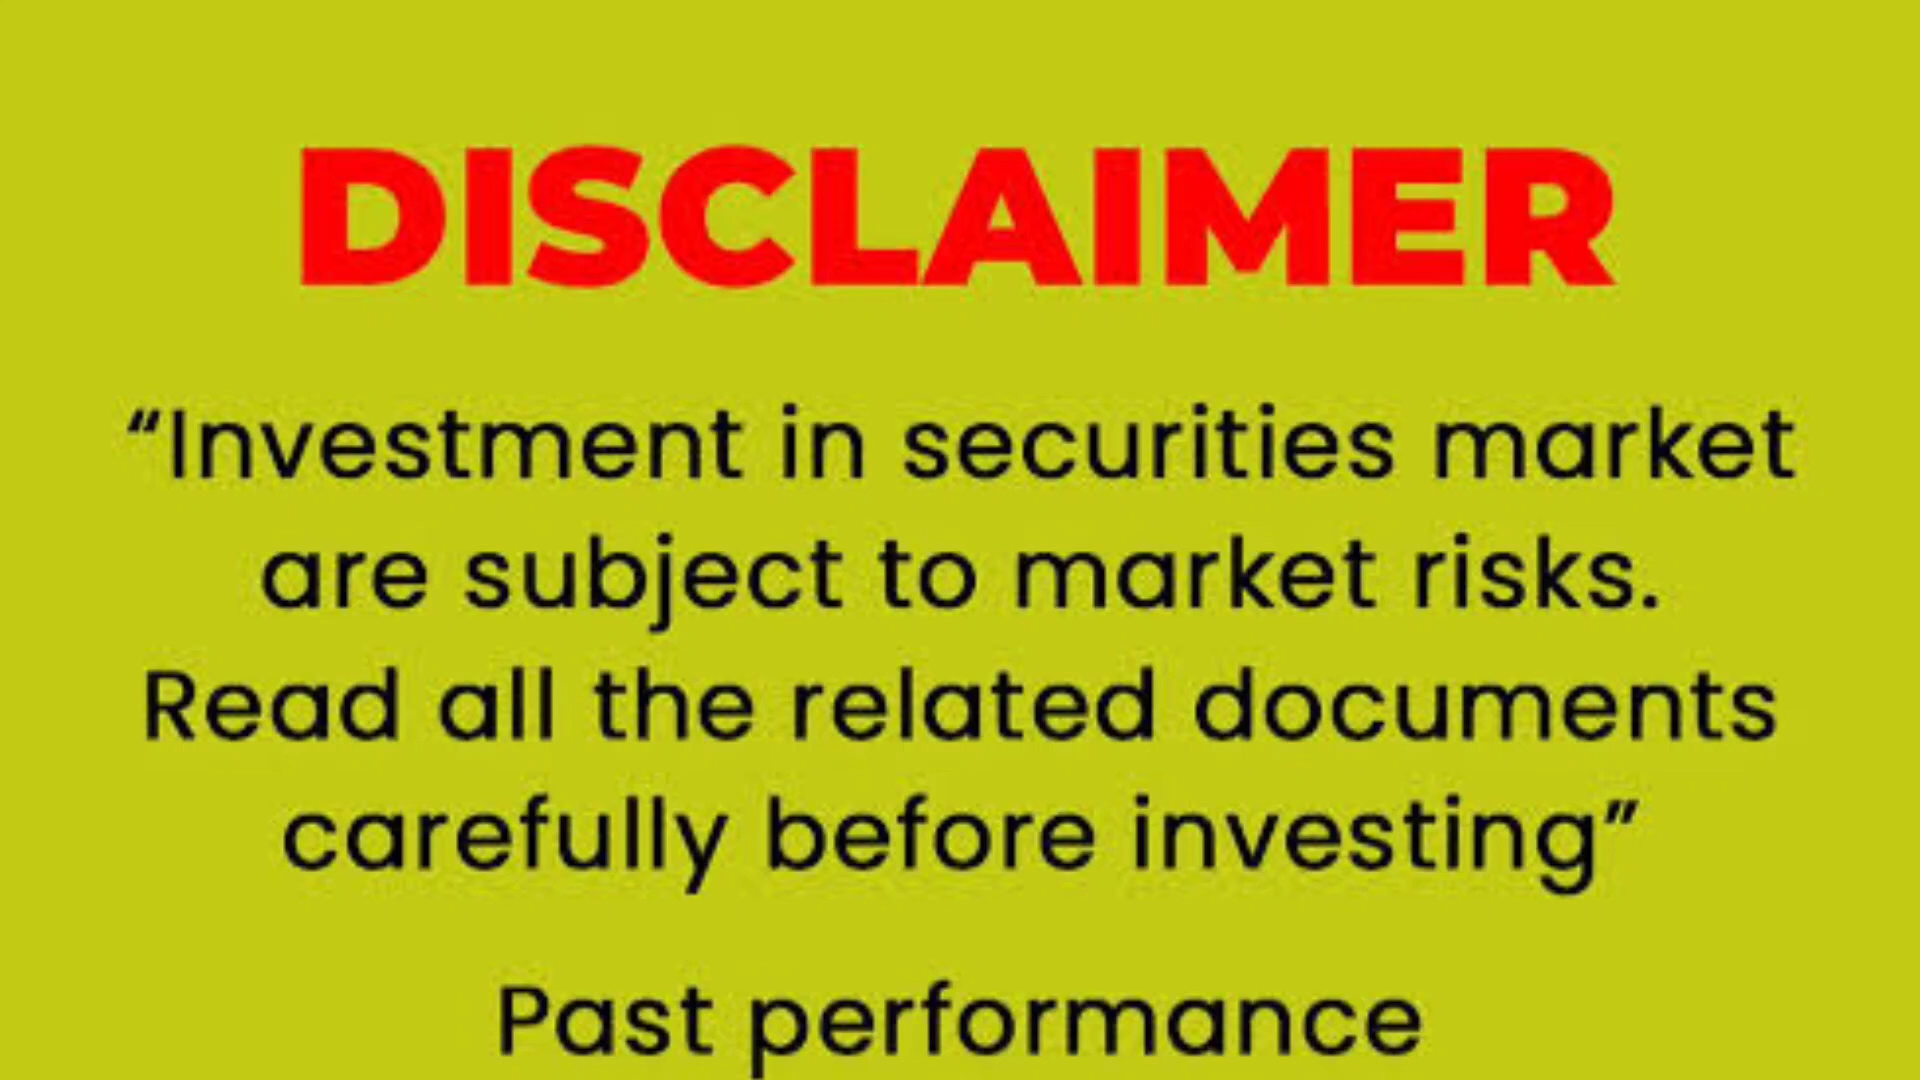 DISCLAIMER
“Investment in securities market
are subject to market risks.
Read all the related documents
carefully before investing”
Past performance